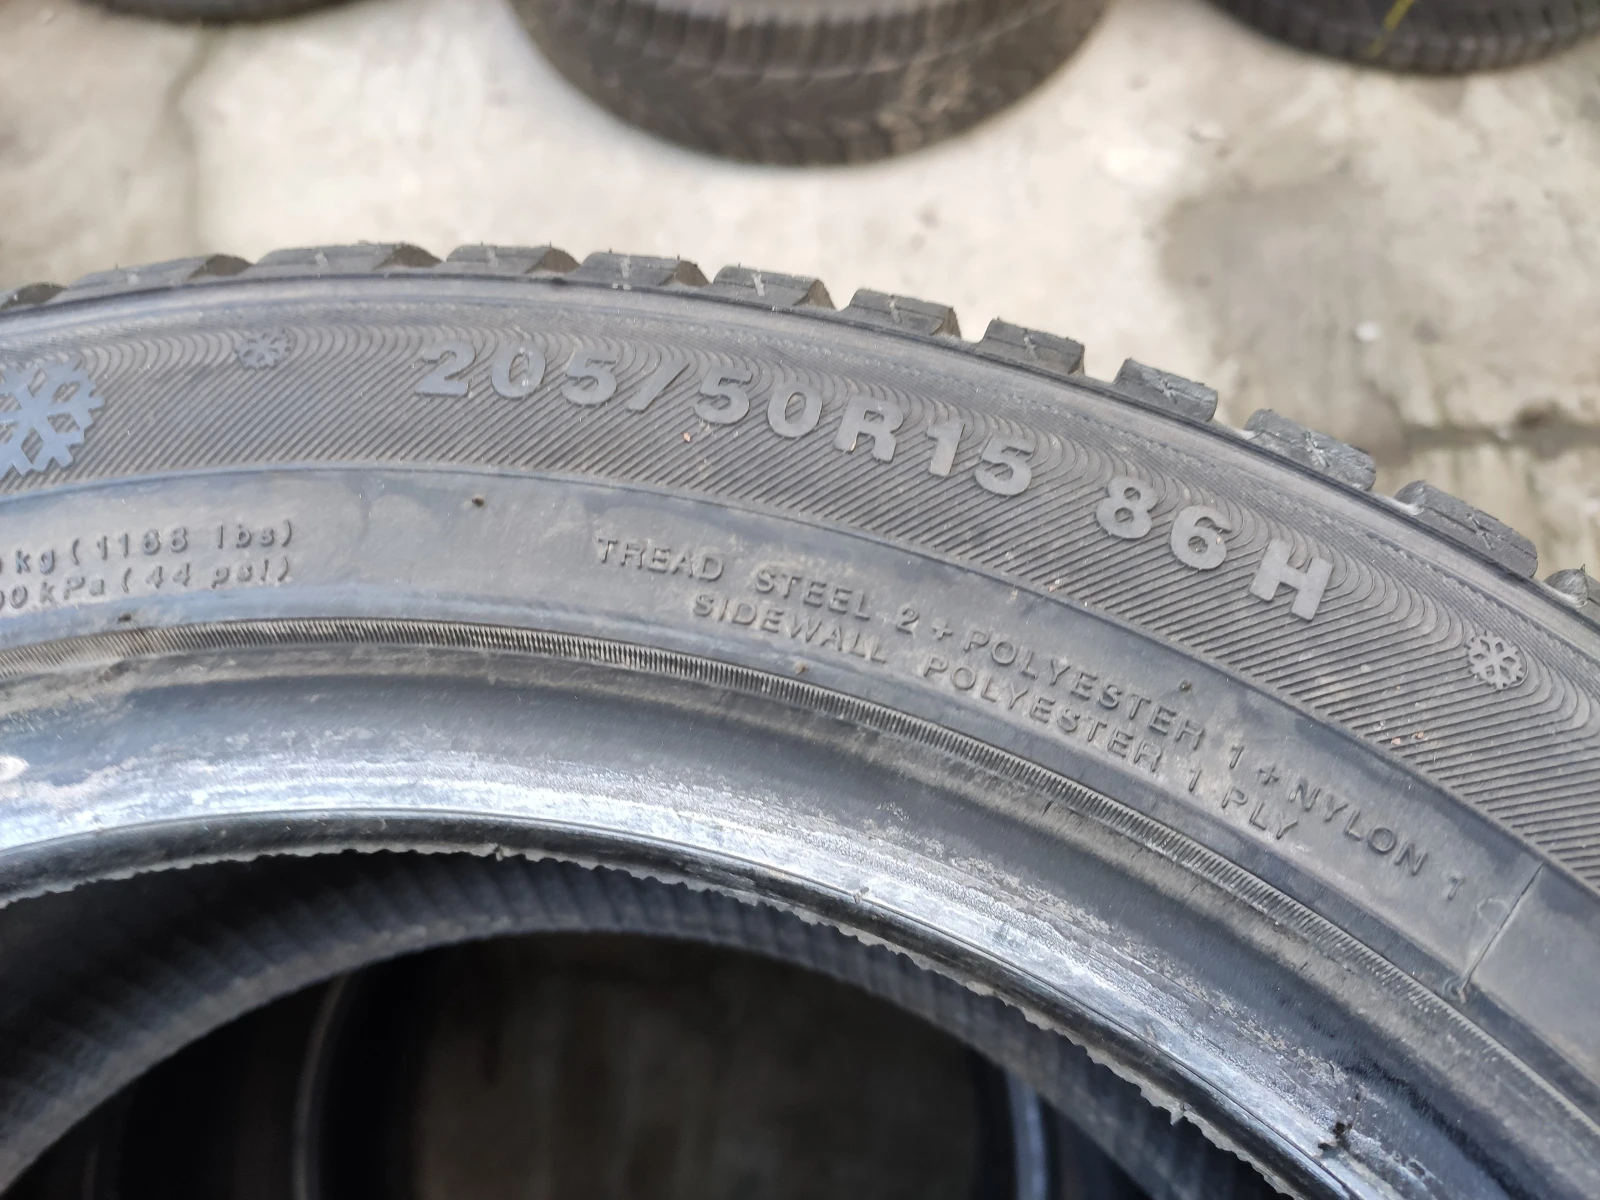 205/50R15 86H
kg (1168 lbs)
kPa (44 psi)
TREAD STEEL 2 + POLYESTER 1 + NYLON 1
SIDEWALL POLYESTER 1 PLY